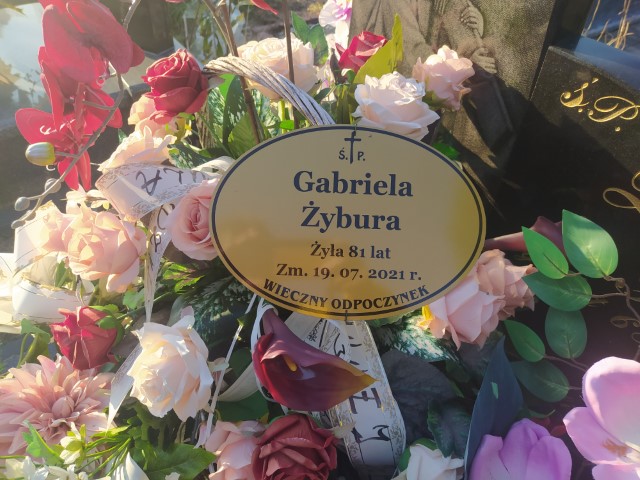 Ś. P.
Gabriela
Żybura
Żyła 81 lat
Zm. 19. 07. 2021 r.
WIECZNY ODPOCZYNEK
Ś.P.